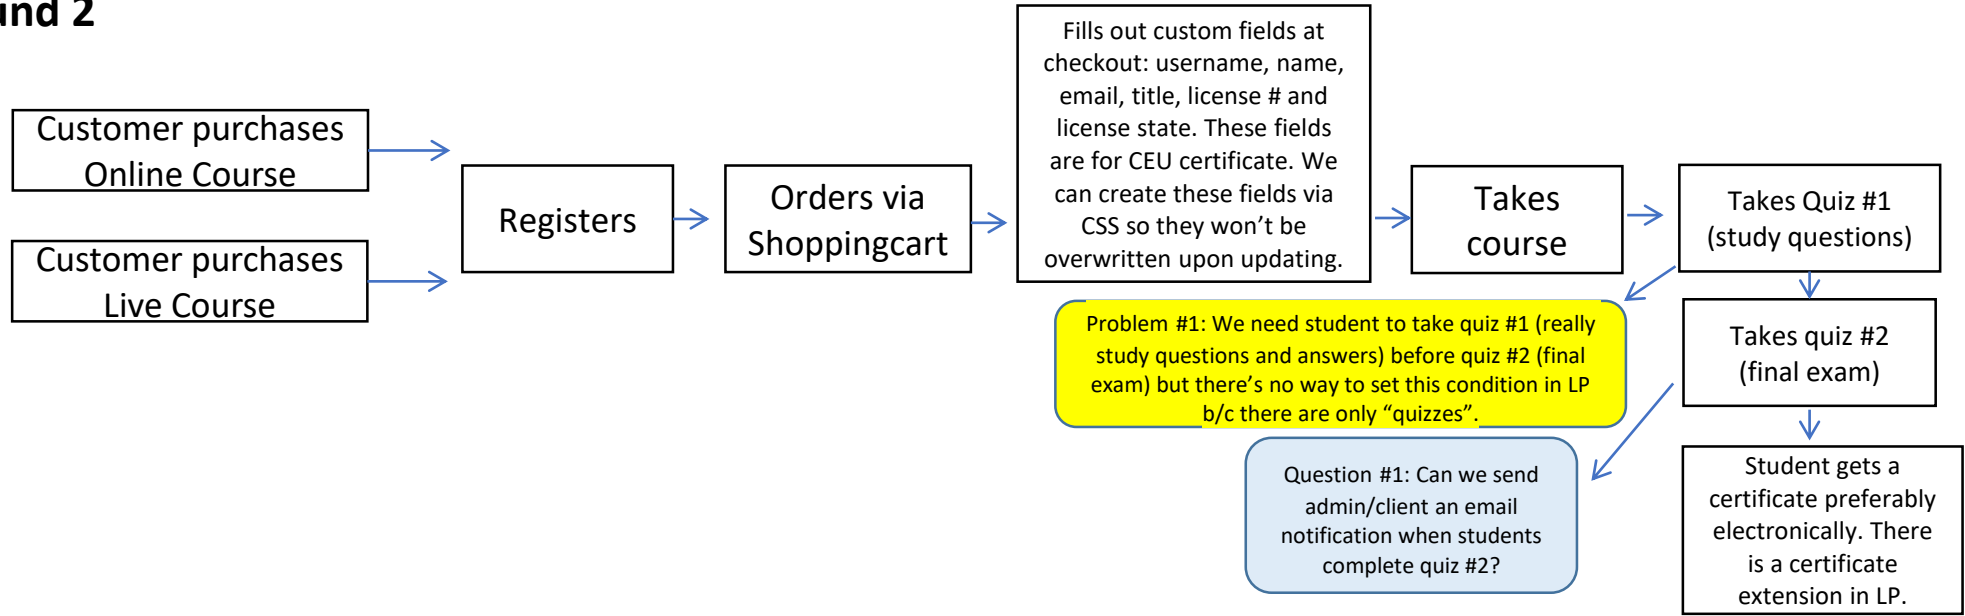 und 2
Customer purchases
Online Course
Customer purchases
Live Course
Registers
Orders via
Shoppingcart
Fills out custom fields at
checkout: username, name,
email, title, license # and
license state. These fields
are for CEU certificate. We
can create these fields via
CSS so they won’t be
overwritten upon updating.
Takes
course
Takes Quiz #1
(study questions)
Problem #1: We need student to take quiz #1 (really
study questions and answers) before quiz #2 (final
exam) but there’s no way to set this condition in LP
b/c there are only “quizzes”.
Takes quiz #2
(final exam)
Question #1: Can we send
admin/client an email
notification when students
complete quiz #2?
Student gets a
certificate preferably
electronically. There
is a certificate
extension in LP.